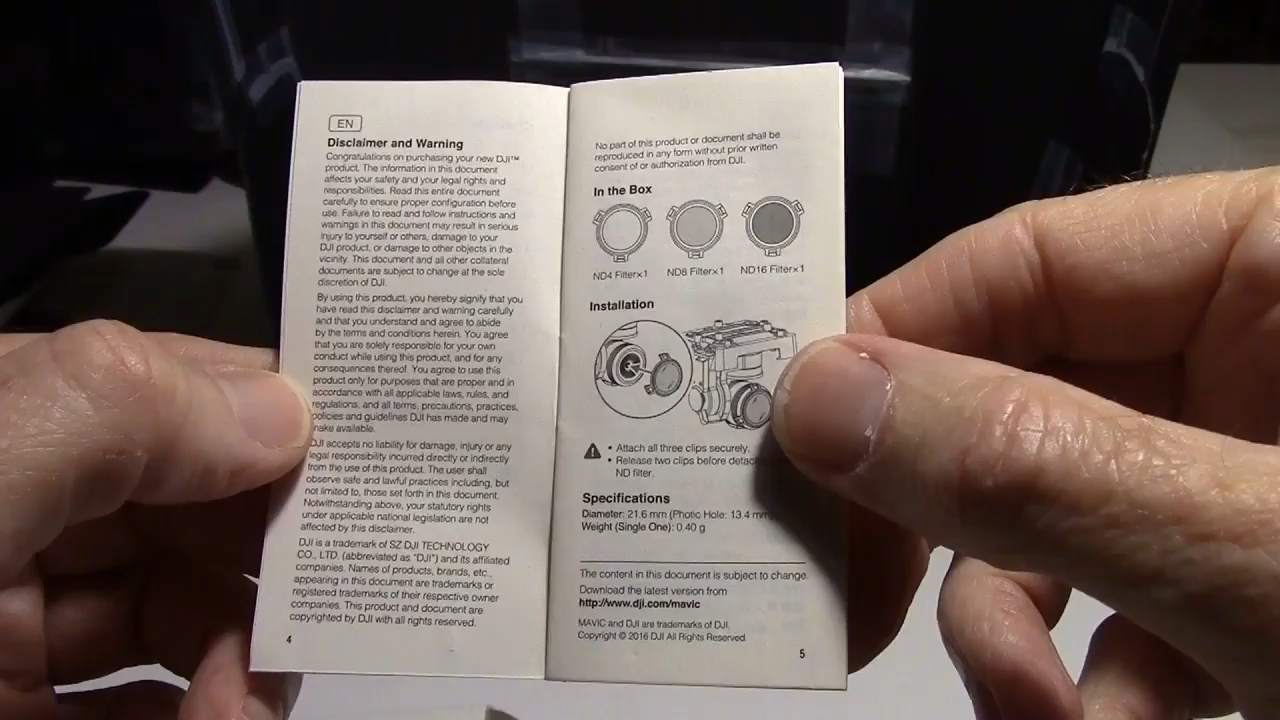 EN
Disclaimer and Warning
Congratulations on purchasing your new DJI™
product. The information in this document
affects your safety and your legal rights and
responsibilities. Read this entire document
carefully to ensure proper configuration before
use. Failure to read and follow instructions and
warnings in this document may result in serious
injury to yourself or others, damage to your
DJI product, or damage to other objects in the
vicinity. This document and all other collateral
documents are subject to change at the sole
discretion of DJI.
By using this product, you hereby signify that you
have read this disclaimer and warning carefully
and that you understand and agree to abide
by the terms and conditions herein. You agree
that you are solely responsible for your own
conduct while using this product, and for any
consequences thereof. You agree to use this
product only for purposes that are proper and in
accordance with all applicable laws, rules, and
regulations, and all terms, precautions, practices,
policies and guidelines DJI has made and may
make available.
DJI accepts no liability for damage, injury or any
legal responsibility incurred directly or indirectly
from the use of this product. The user shall
observe safe and lawful practices including, but
not limited to, those set forth in this document.
Notwithstanding above, your statutory rights
under applicable national legislation are not
affected by this disclaimer.
DJI is a trademark of SZ DJI TECHNOLOGY
CO., LTD. (abbreviated as "DJI") and its affiliated
companies. Names of products, brands, etc.,
appearing in this document are trademarks or
registered trademarks of their respective owner
companies. This product and document are
copyrighted by DJI with all rights reserved.
4
No part of this product or document shall be
reproduced in any form without prior written
consent of or authorization from DJI.
In the Box
ND4 Filter×1 ND8 Filter×1 ND16 Filter×1
Installation
• Attach all three clips securely.
• Release two clips before
ND filter.
Specifications
Diameter: 21.6 mm (Photic Hole: 13.4 mm)
Weight (Single One): 0.40 g
The content in this document is subject to change.
Download the latest version from
http://www.dji.com/mavic
MAVIC and DJI are trademarks of DJI.
Copyright © 2016 DJI All Rights Reserved
5